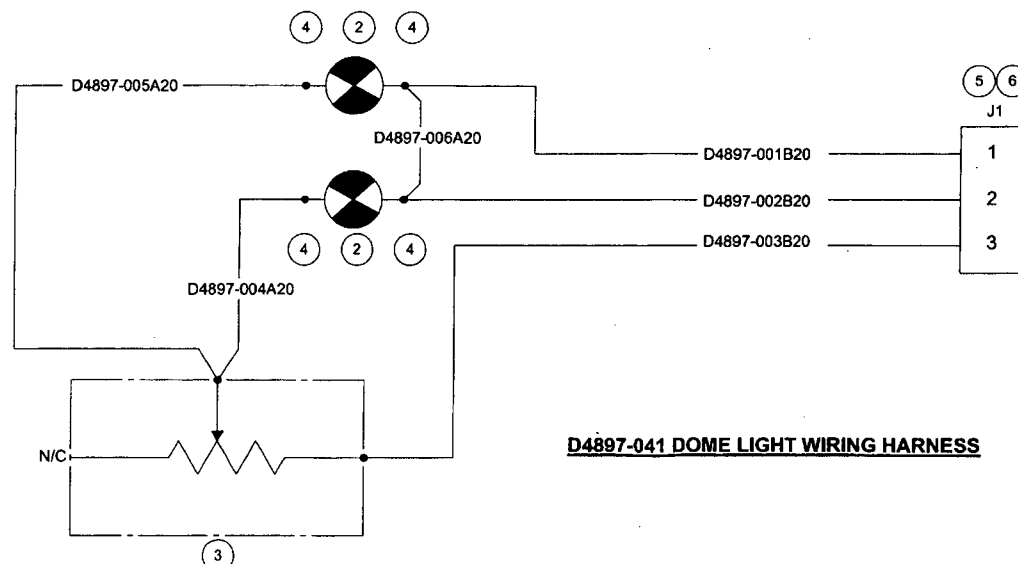 4 2 4
5 6
J1
D4897-005A20
D4897-006A20
D4897-001B20
1
D4897-002B20
2
D4897-003B20
3
4 2 4
D4897-004A20
N/C
D4897-041 DOME LIGHT WIRING HARNESS
3